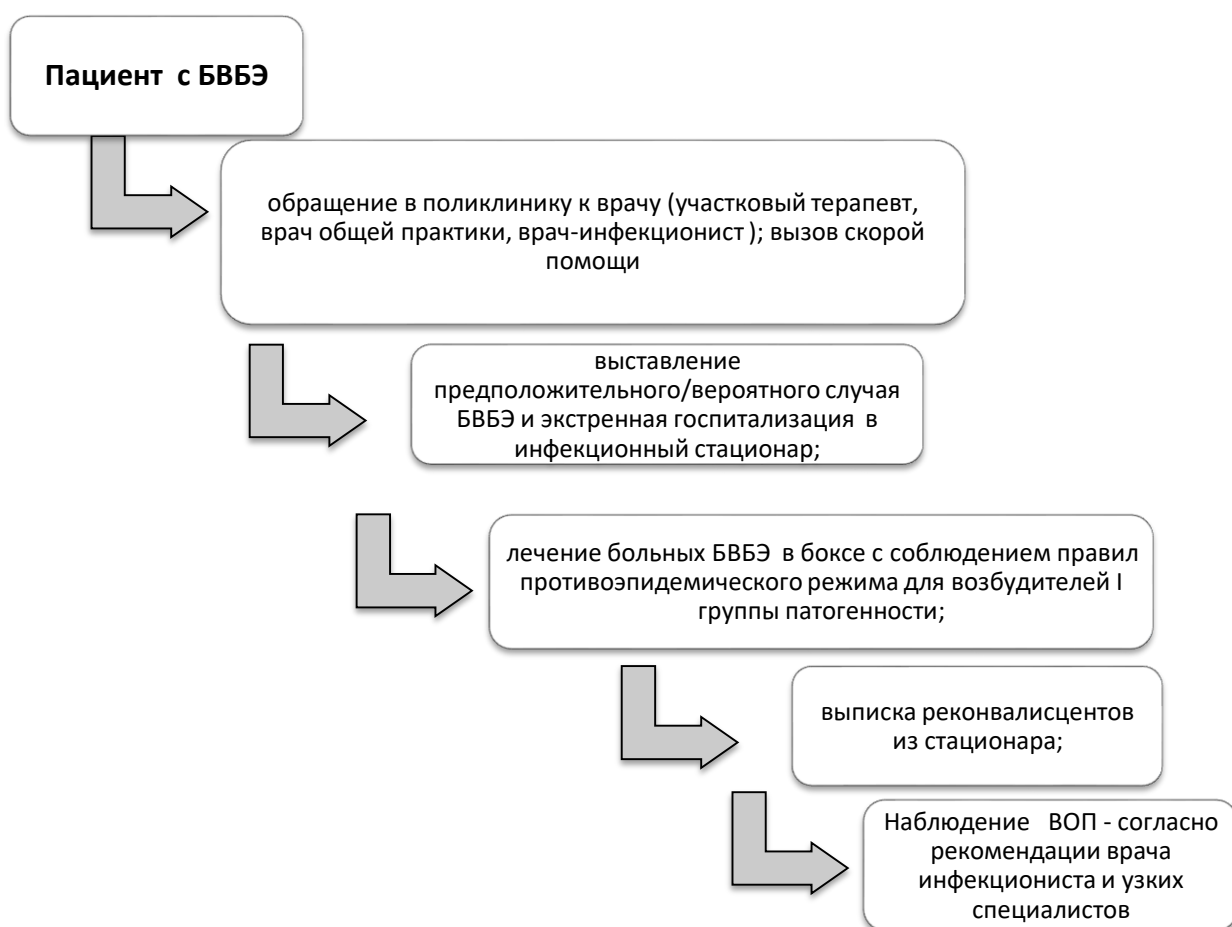 Пациент с БВБЭ
обращение в поликлинику к врачу (участковый терапевт,
врач общей практики, врач-инфекционист ); вызов скорой
помощи
выставление
предположительного/вероятного случая
БВБЭ и экстренная госпитализация в
инфекционный стационар;
лечение больных БВБЭ в боксе с соблюдением правил
противоэпидемического режима для возбудителей I
группы патогенности;
выписка реконвалисцентов
из стационара;
Наблюдение ВОП - согласно
рекомендации врача
инфекциониста и узких
специалистов